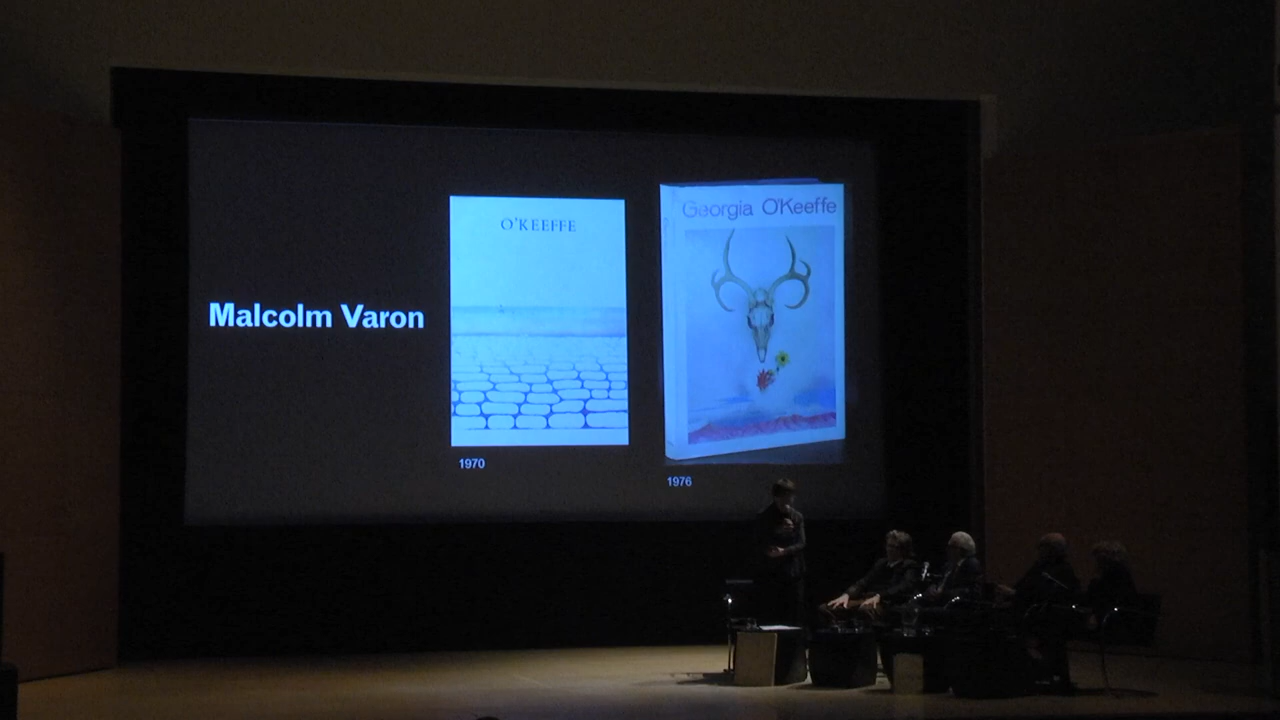 Malcolm Varon
O'KEEFFE
1970
Georgia O'Keeffe
1976